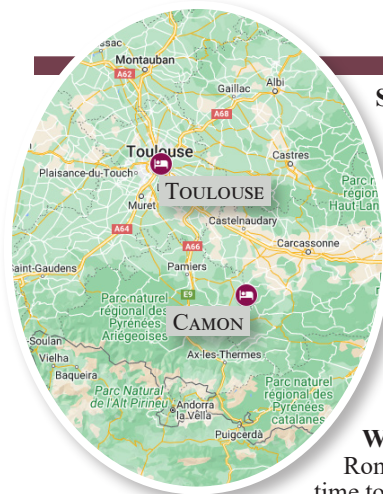 ssac
Montauban
A62
Gaillac
Albi
A68
Toulouse
Plaisance-du-Touch
Castres
TOULOUSE
Muret
Castelnaudary
A64
Carcassonne
A66
Saint-Gaudens
Pamiers
E9
Parc naturel
régional des
Pyrénées
Ariégeoises
CAMON
-Soulan
Vielha
Ax-les-Thermes
Baqueira
Parc Natural
de l'Alt Pirineu
Andorra
la Vella
Parc naturel
régional des
Pyrénées
catalanes
Puigcerdà
S
W
Ron
time to